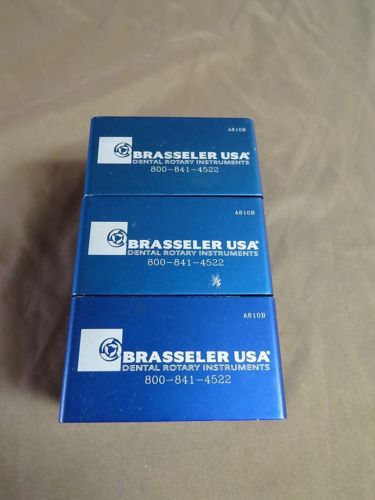 A810B
BRASSELER USA®
DENTAL ROTARY INSTRUMENTS
800-841-4522
A810B
BRASSELER USA®
DENTAL ROTARY INSTRUMENTS
800-841-4522
A810B
BRASSELER USA®
DENTAL ROTARY INSTRUMENTS
800-841-4522